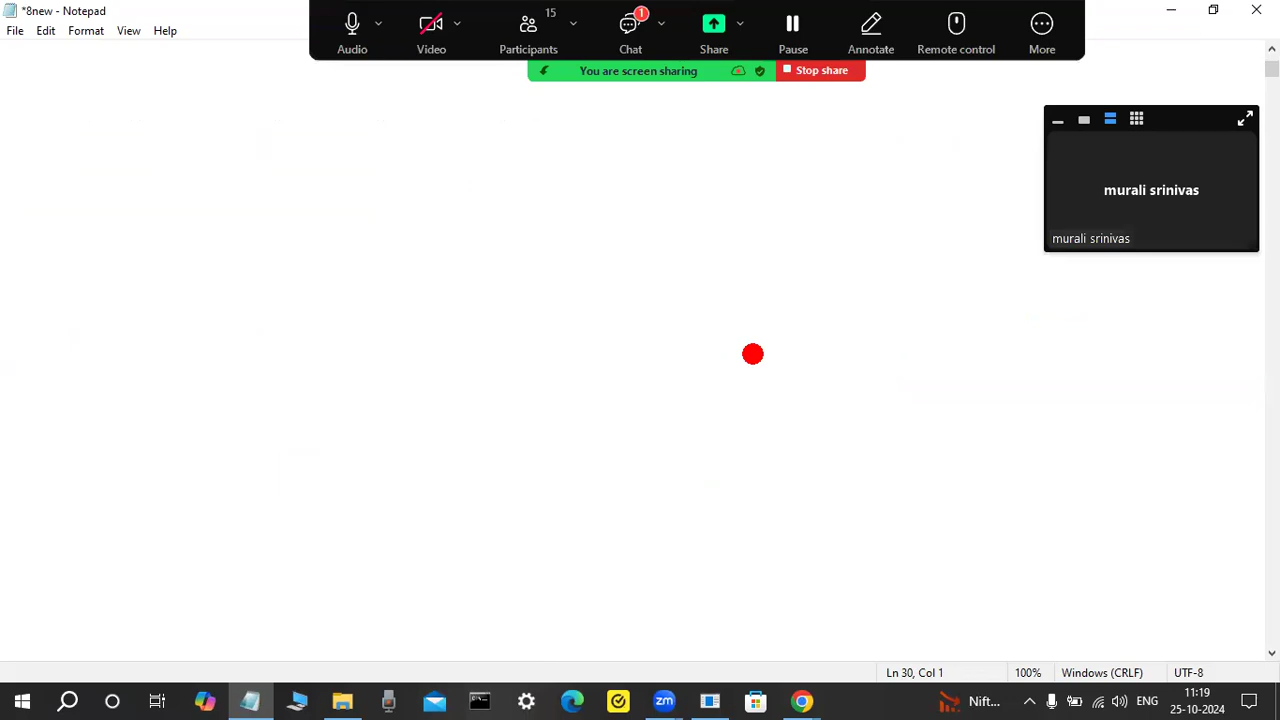 *8new - Notepad
File Edit Format View Help
15
1
Audio Video Participants Chat Share Pause Annotate Remote control More
You are screen sharing Stop share
murali srinivas
murali srinivas
Ln 30, Col 1 100% Windows (CRLF) UTF-8
zm
Nift... ENG
11:19
25-10-2024